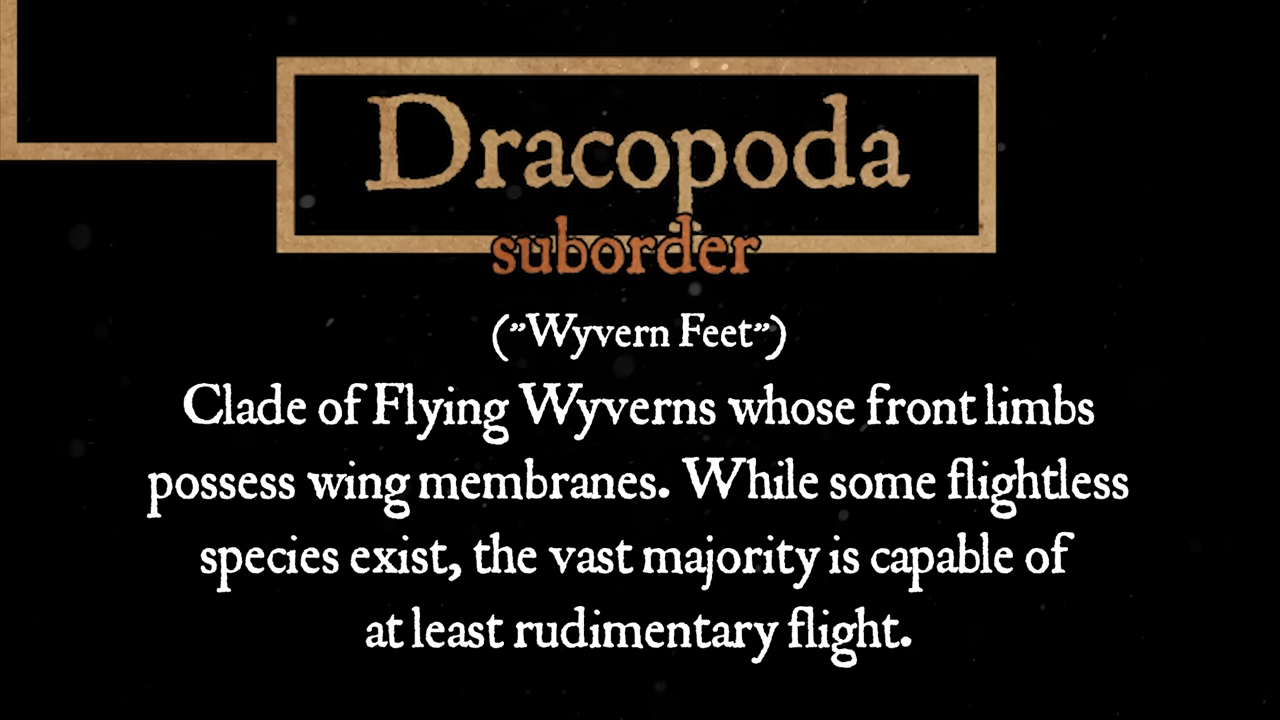 Dracopoda
suborder
(”Wyvern Feet”)
Clade of Flying Wyverns whose front limbs
possess wing membranes. While some flightless
species exist, the vast majority is capable of
at least rudimentary flight.